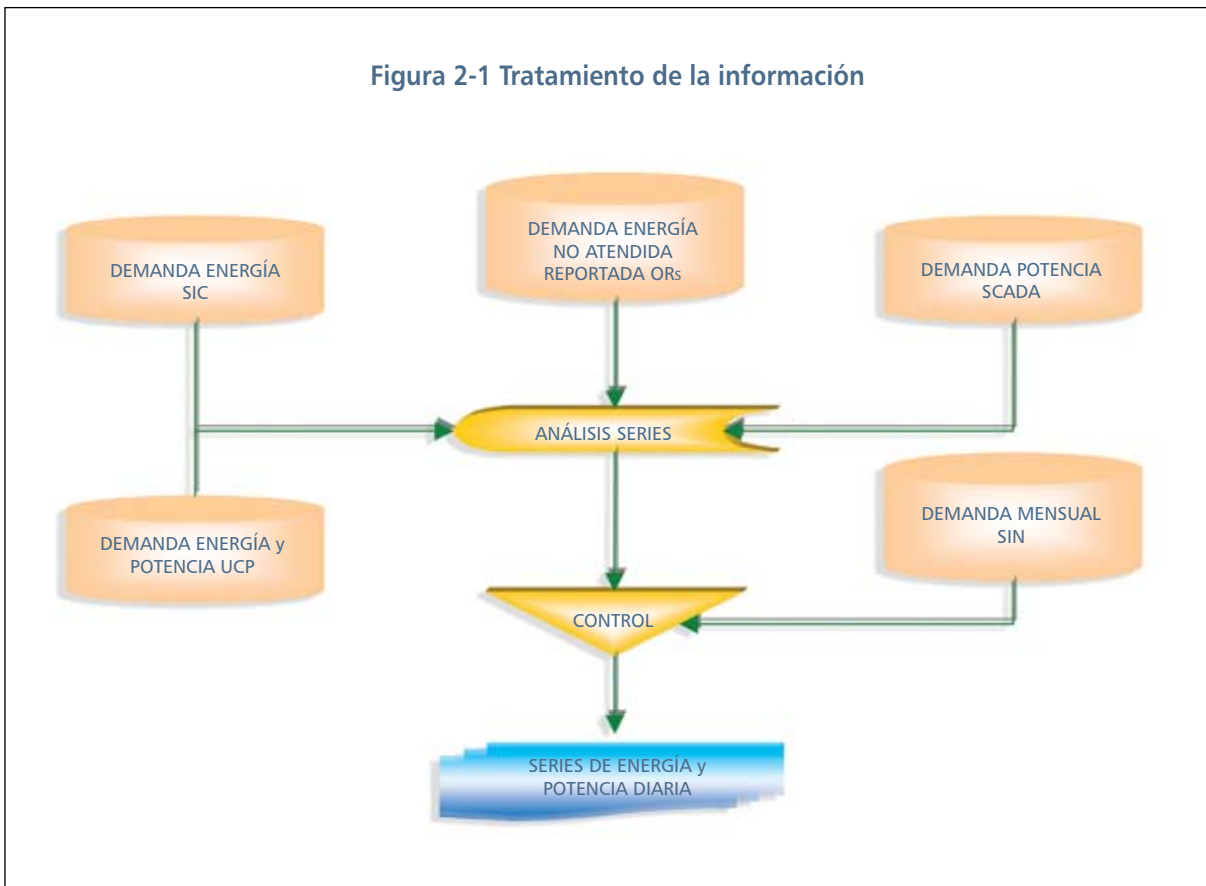 Figura 2-1 Tratamiento de la información
DEMANDA ENERGÍA
SIC
DEMANDA ENERGÍA
NO ATENDIDA
REPORTADA ORs
DEMANDA POTENCIA
SCADA
ANÁLISIS SERIES
DEMANDA ENERGÍA y
POTENCIA UCP
DEMANDA MENSUAL
SIN
CONTROL
SERIES DE ENERGÍA y
POTENCIA DIARIA